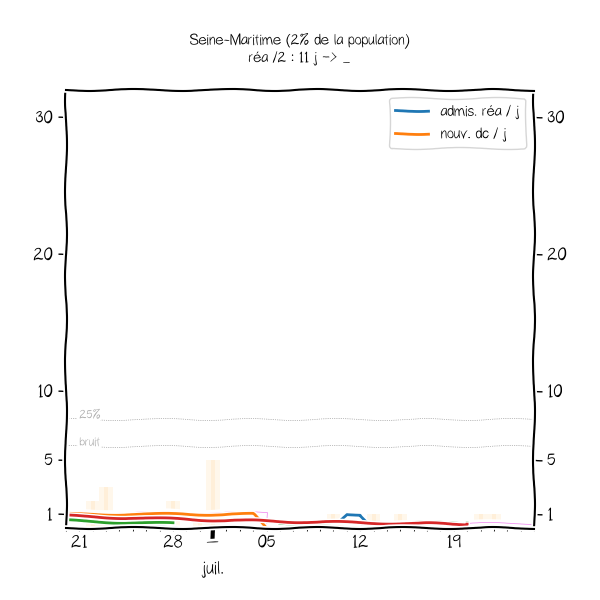 Seine-Maritime (2% de la population)
réa /2 : 11 j -> _
admis. réa / j
nouv. dc / j
30 30
20 20
10 10
25%
bruit
5 5
1 1
21 28 1 05 12 19
juil.